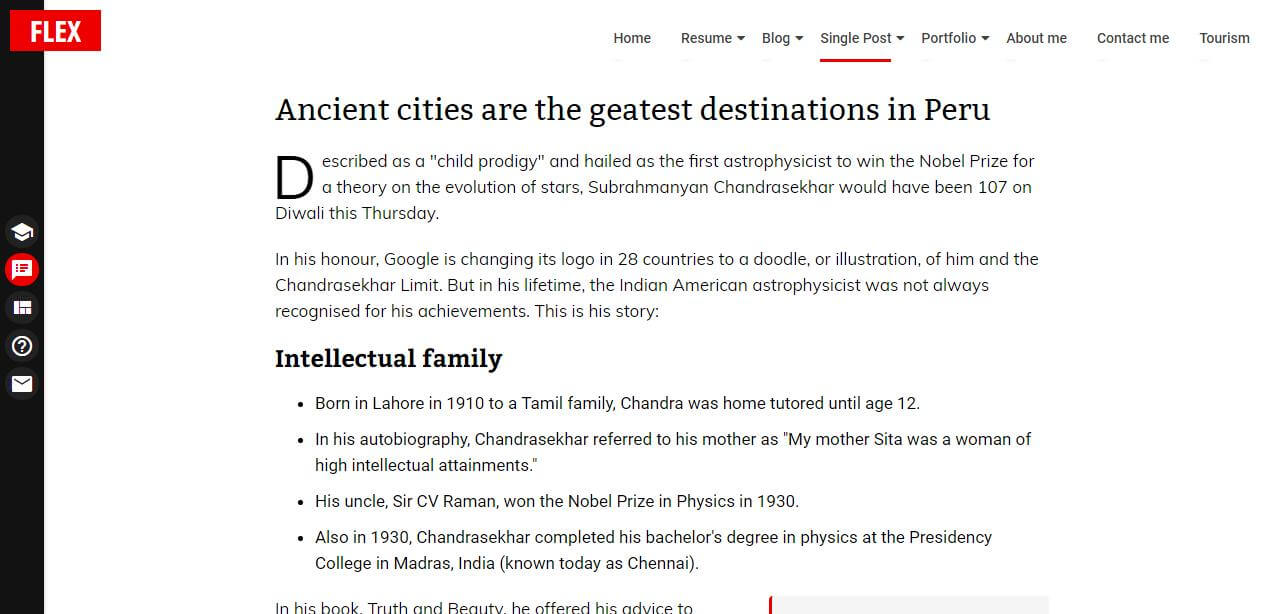 FLEX
Home Resume Blog Single Post Portfolio About me Contact me Tourism
Ancient cities are the geatest destinations in Peru
Described as a "child prodigy" and hailed as the first astrophysicist to win the Nobel Prize for
a theory on the evolution of stars, Subrahmanyan Chandrasekhar would have been 107 on
Diwali this Thursday.
In his honour, Google is changing its logo in 28 countries to a doodle, or illustration, of him and the
Chandrasekhar Limit. But in his lifetime, the Indian American astrophysicist was not always
recognised for his achievements. This is his story:
Intellectual family
Born in Lahore in 1910 to a Tamil family, Chandra was home tutored until age 12.
In his autobiography, Chandrasekhar referred to his mother as "My mother Sita was a woman of
high intellectual attainments."
His uncle, Sir CV Raman, won the Nobel Prize in Physics in 1930.
Also in 1930, Chandrasekhar completed his bachelor's degree in physics at the Presidency
College in Madras, India (known today as Chennai).
In his book, Truth and Beauty, he offered his advice to